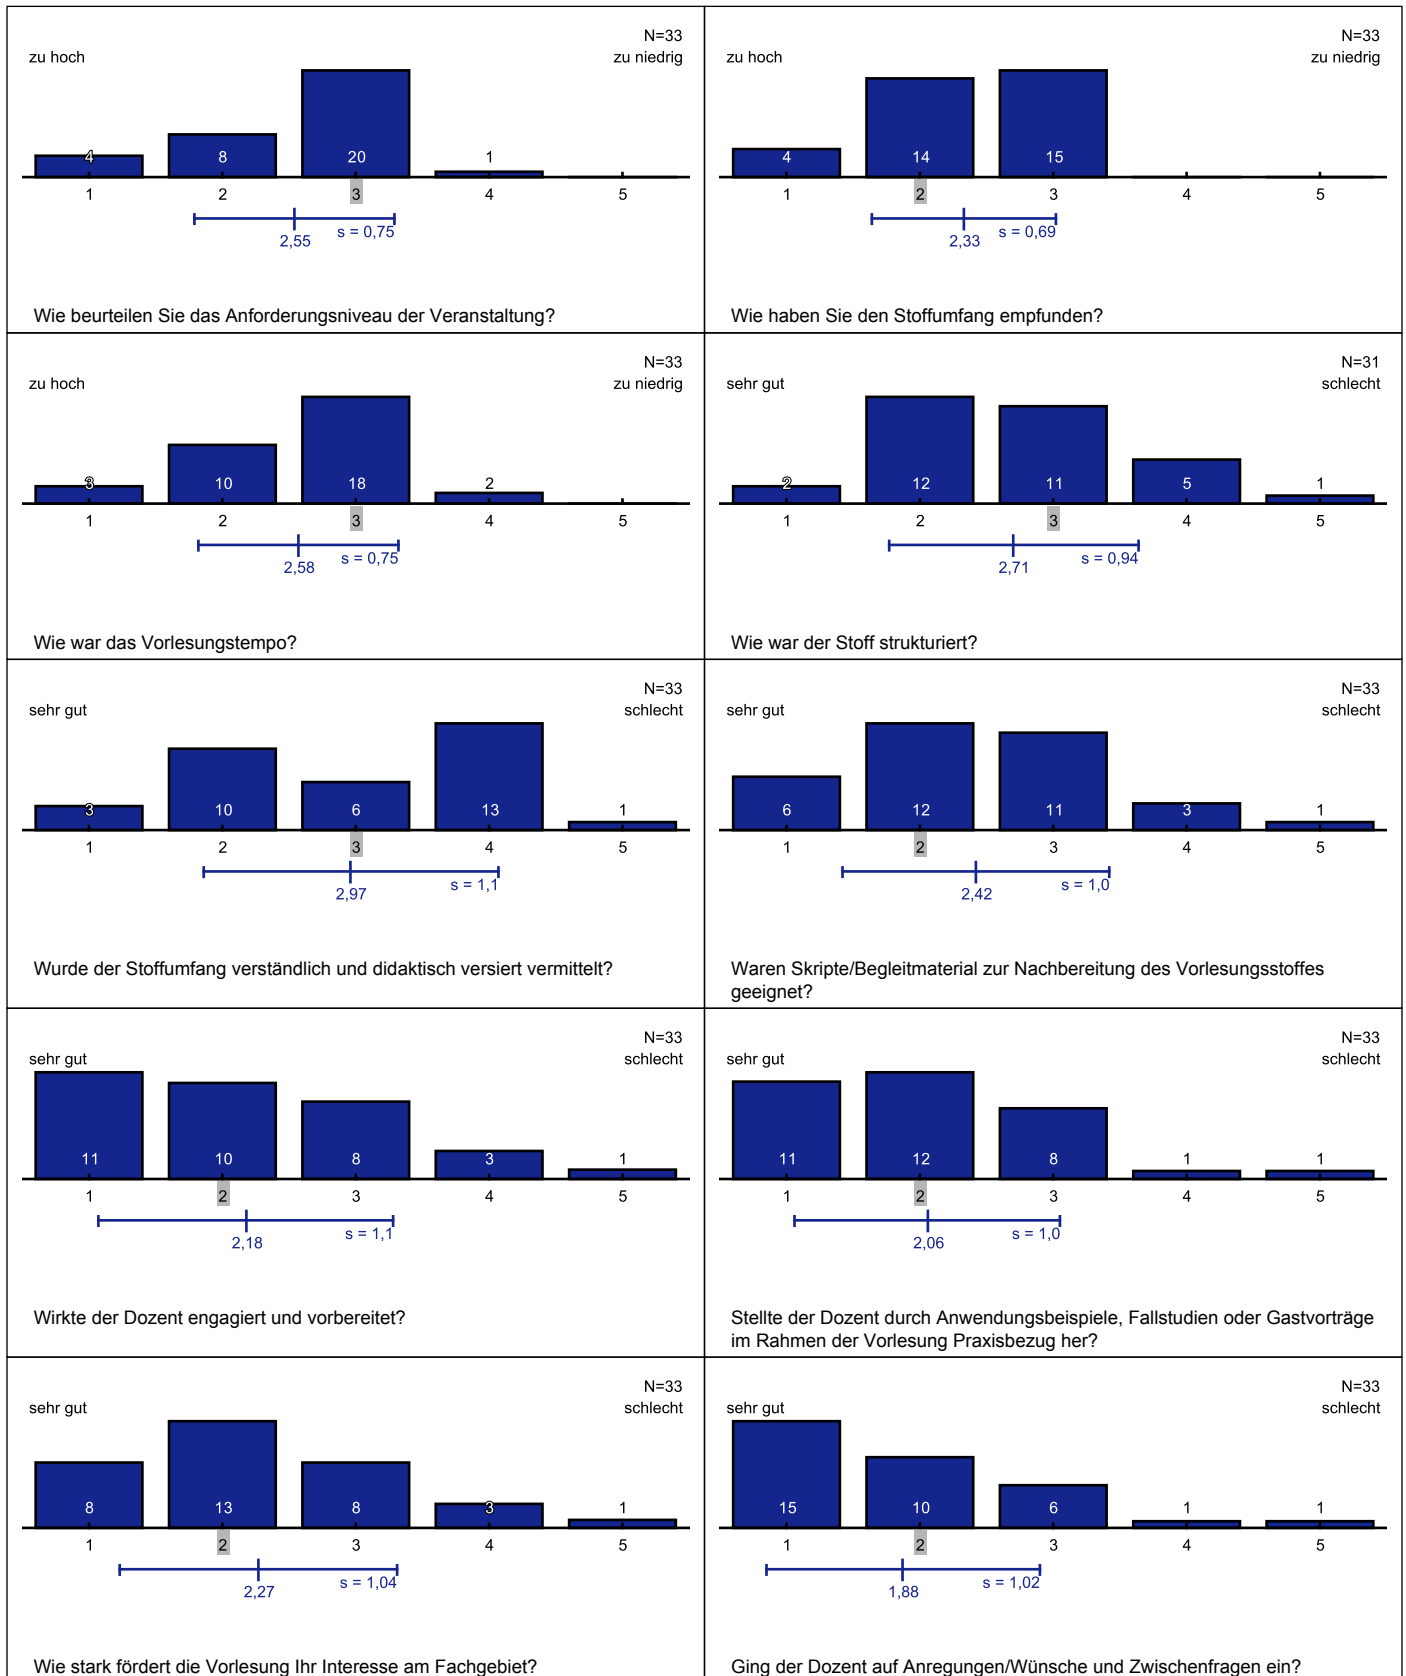 N=33
zu hoch
zu niedrig
4
8
20
1
1
2
3
4
5
s = 0,75
2,55
Wie beurteilen Sie das Anforderungsniveau der Veranstaltung?
N=33
zu hoch
zu niedrig
4
14
15
1
2
3
4
5
s = 0,69
2,33
Wie haben Sie den Stoffumfang empfunden?
N=33
zu hoch
zu niedrig
3
10
18
2
1
2
3
4
5
s = 0,75
2,58
Wie war das Vorlesungstempo?
N=31
sehr gut
schlecht
2
12
11
5
1
1
2
3
4
5
s = 0,94
2,71
Wie war der Stoff strukturiert?
N=33
sehr gut
schlecht
3
10
6
13
1
1
2
3
4
5
s = 1,1
2,97
Wurde der Stoffumfang verständlich und didaktisch versiert vermittelt?
N=33
sehr gut
schlecht
6
12
11
3
1
1
2
3
4
5
s = 1,0
2,42
Waren Skripte/Begleitmaterial zur Nachbereitung des Vorlesungsstoffes
geeignet?
N=33
sehr gut
schlecht
11
10
8
3
1
1
2
3
4
5
s = 1,1
2,18
Wirkte der Dozent engagiert und vorbereitet?
N=33
sehr gut
schlecht
11
12
8
1
1
1
2
3
4
5
s = 1,0
2,06
Stellte der Dozent durch Anwendungsbeispiele, Fallstudien oder Gastvorträge
im Rahmen der Vorlesung Praxisbezug her?
N=33
sehr gut
schlecht
8
13
8
3
1
1
2
3
4
5
s = 1,04
2,27
Wie stark fördert die Vorlesung Ihr Interesse am Fachgebiet?
N=33
sehr gut
schlecht
15
10
6
1
1
1
2
3
4
5
s = 1,02
1,88
Ging der Dozent auf Anregungen/Wünsche und Zwischenfragen ein?